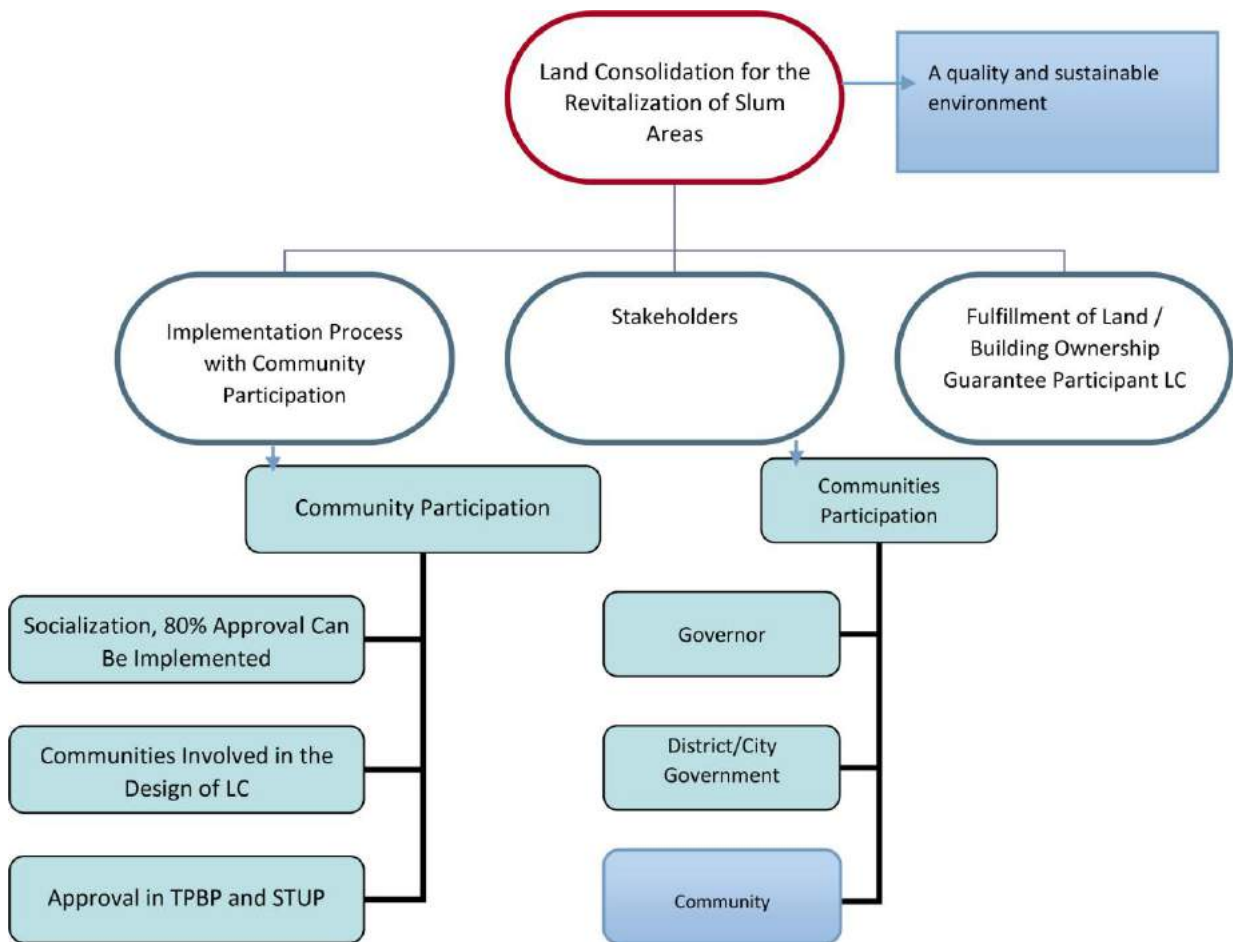 Land Consolidation for the
Revitalization of Slum
Areas
A quality and sustainable
environment
Implementation Process
with Community
Participation
Stakeholders
Fulfillment of Land /
Building Ownership
Guarantee Participant LC
Community Participation
Communities
Participation
Socialization, 80% Approval Can
Be Implemented
Governor
Communities Involved in the
Design of LC
District/City
Government
Approval in TPBP and STUP
Community